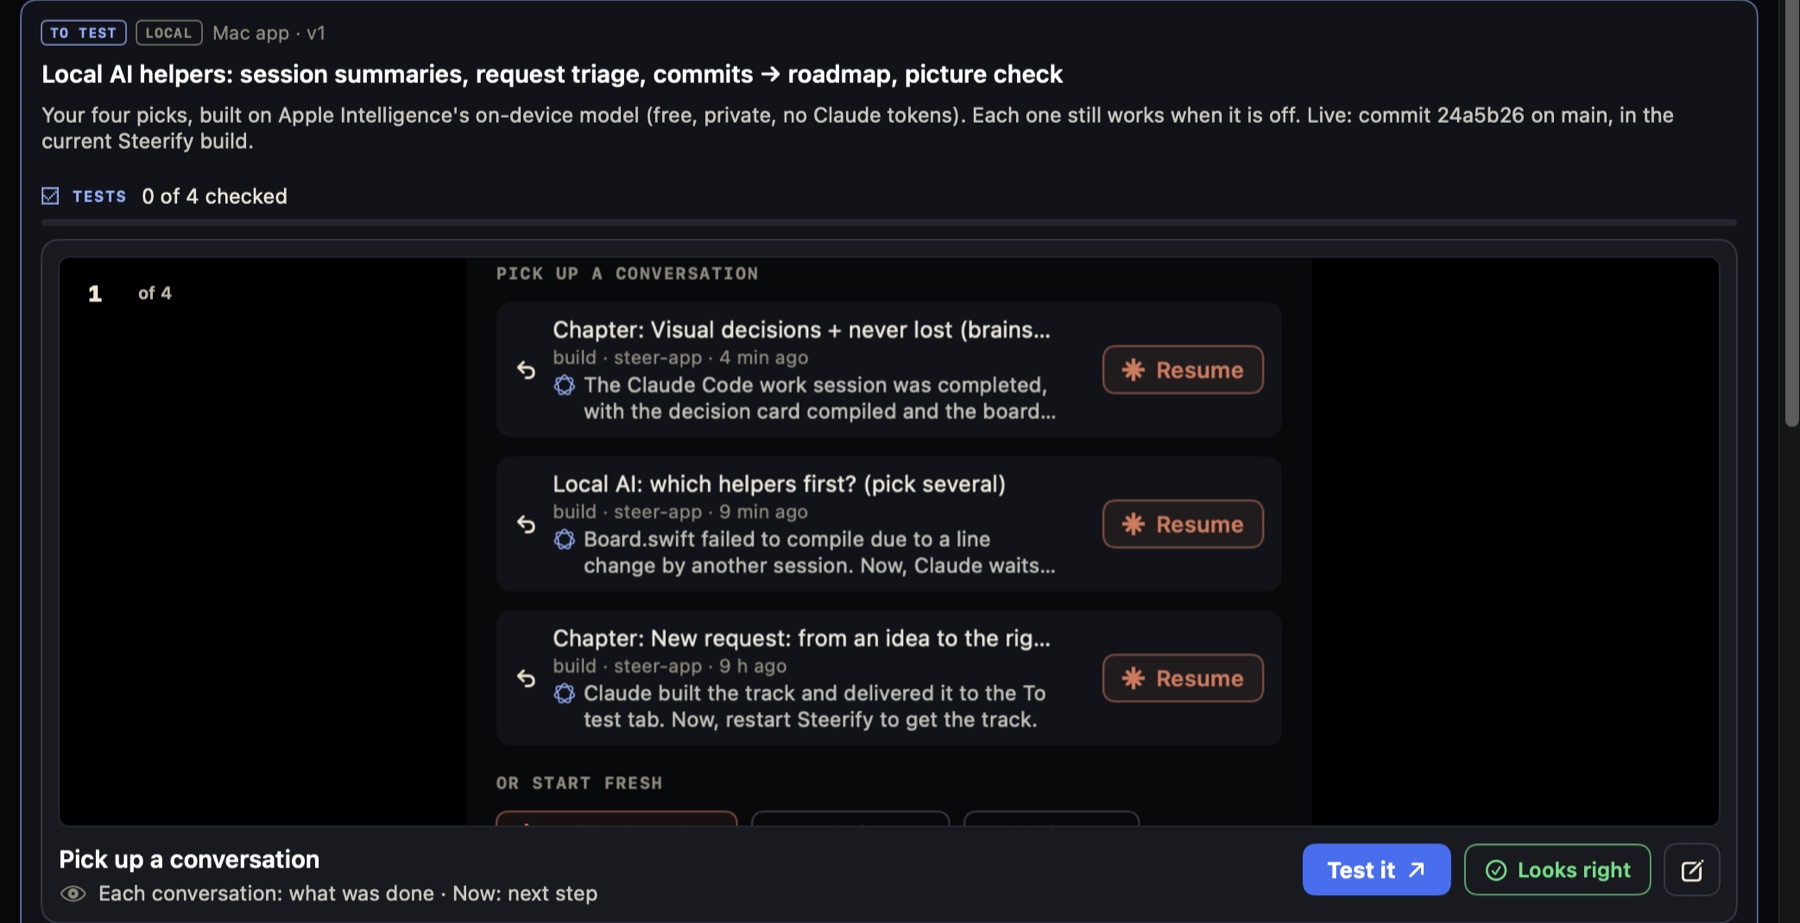 TO TEST LOCAL Mac app · v1
Local AI helpers: session summaries, request triage, commits → roadmap, picture check
Your four picks, built on Apple Intelligence's on-device model (free, private, no Claude tokens). Each one still works when it is off. Live: commit 24a5b26 on main, in the
current Steerify build.
TESTS 0 of 4 checked
1 of 4
PICK UP A CONVERSATION
Chapter: Visual decisions + never lost (brains...
build · steer-app · 4 min ago
The Claude Code work session was completed,
with the decision card compiled and the board...
Resume
Local AI: which helpers first? (pick several)
build · steer-app · 9 min ago
Board.swift failed to compile due to a line
change by another session. Now, Claude waits...
Resume
Chapter: New request: from an idea to the rig...
build · steer-app · 9 h ago
Claude built the track and delivered it to the To
test tab. Now, restart Steerify to get the track.
Resume
OR START FRESH
Pick up a conversation
Each conversation: what was done · Now: next step
Test it ↗
Looks right